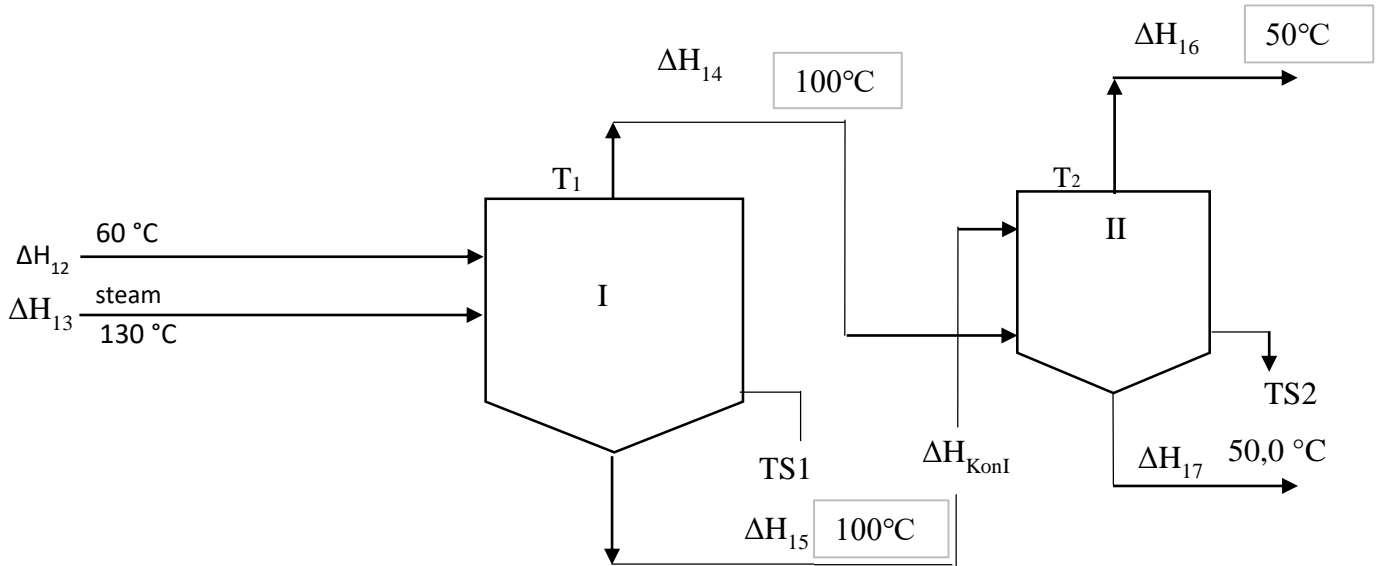 ΔH₁₆ 50°C
ΔH₁₄ 100°C
T₁
T₂
II
60 °C
ΔH₁₂
I
steam
ΔH₁₃
130 °C
TS1
TS2
ΔH_KonI
ΔH₁₇ 50,0 °C
ΔH₁₅ 100°C